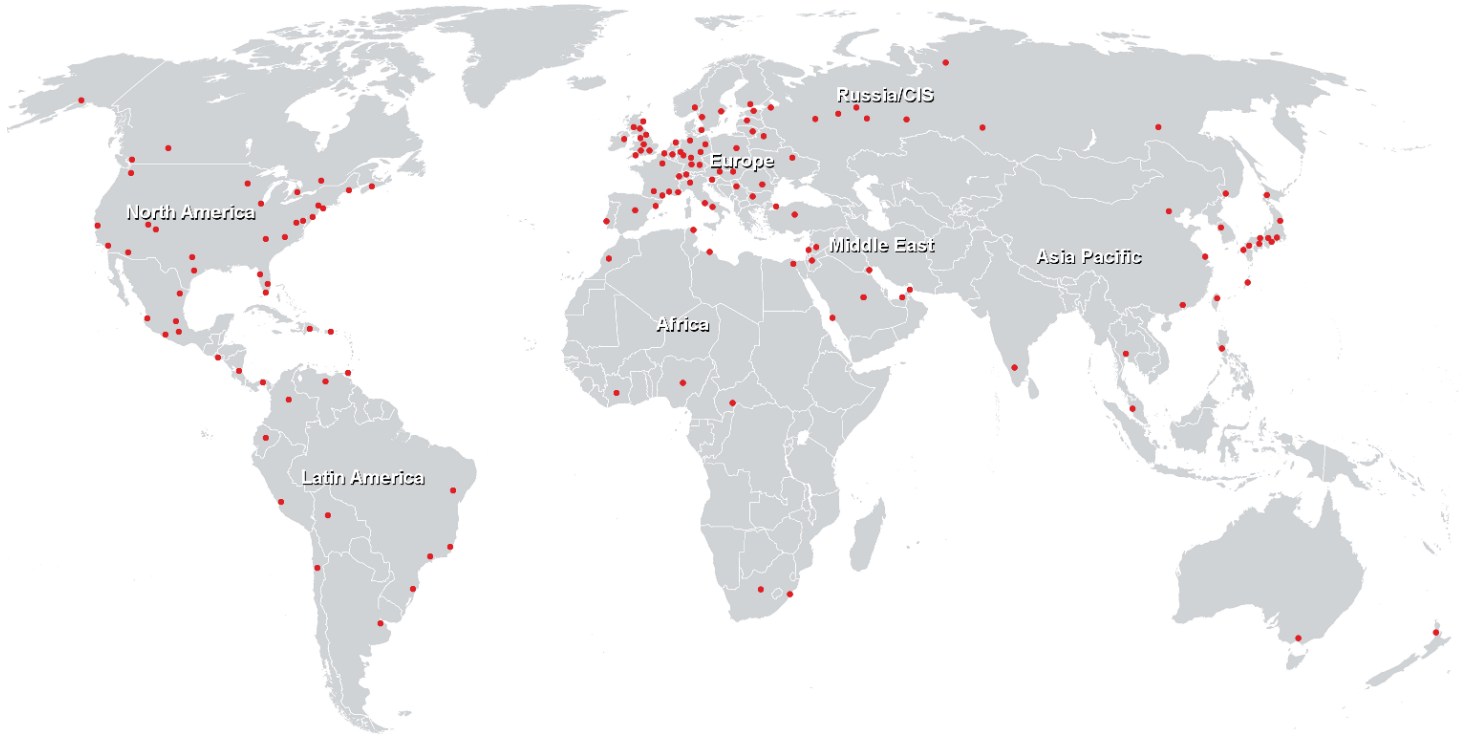 Russia/CIS
Europe
North America
Middle East
Asia Pacific
Africa
Latin America